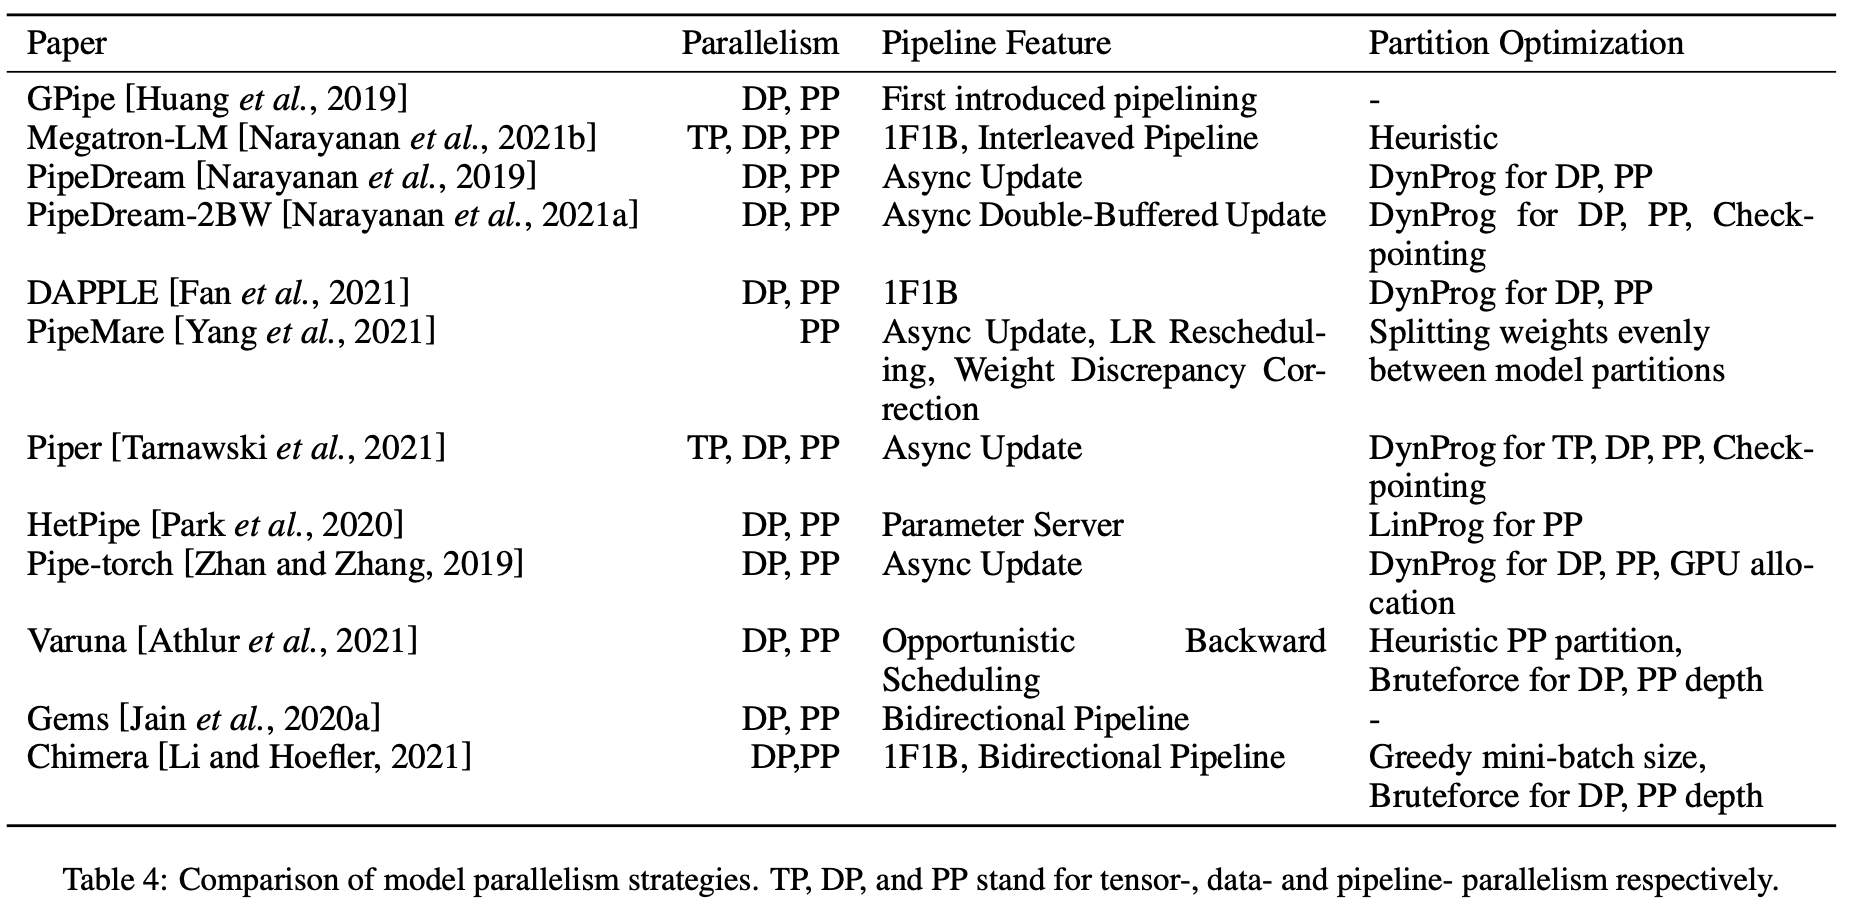 Paper Parallelism Pipeline Feature Partition Optimization
GPipe [Huang et al., 2019] DP, PP First introduced pipelining -
Megatron-LM [Narayanan et al., 2021b] TP, DP, PP 1F1B, Interleaved Pipeline Heuristic
PipeDream [Narayanan et al., 2019] DP, PP Async Update DynProg for DP, PP
PipeDream-2BW [Narayanan et al., 2021a] DP, PP Async Double-Buffered Update DynProg for DP, PP, Check-
pointing
DAPPLE [Fan et al., 2021] DP, PP 1F1B DynProg for DP, PP
PipeMare [Yang et al., 2021] PP Async Update, LR Reschedul- Splitting weights evenly
ing, Weight Discrepancy Cor- between model partitions
rection
Piper [Tarnawski et al., 2021] TP, DP, PP Async Update DynProg for TP, DP, PP, Check-
pointing
HetPipe [Park et al., 2020] DP, PP Parameter Server LinProg for PP
Pipe-torch [Zhan and Zhang, 2019] DP, PP Async Update DynProg for DP, PP, GPU allo-
cation
Varuna [Athlur et al., 2021] DP, PP Opportunistic Backward Heuristic PP partition,
Scheduling Bruteforce for DP, PP depth
Gems [Jain et al., 2020a] DP, PP Bidirectional Pipeline -
Chimera [Li and Hoefler, 2021] DP,PP 1F1B, Bidirectional Pipeline Greedy mini-batch size,
Bruteforce for DP, PP depth
Table 4: Comparison of model parallelism strategies. TP, DP, and PP stand for tensor-, data- and pipeline- parallelism respectively.